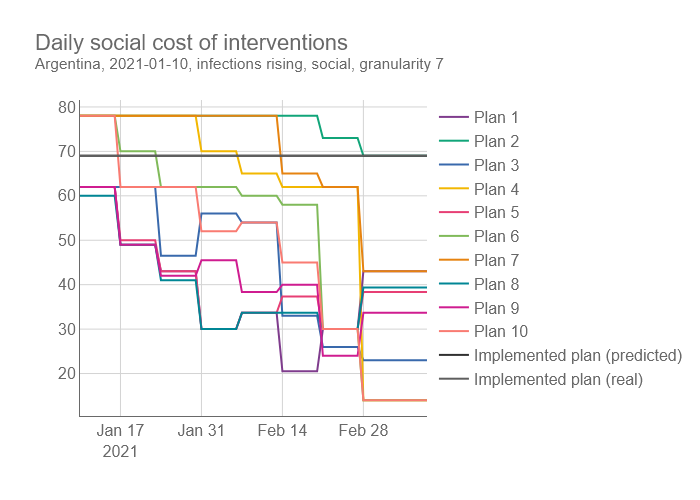 Daily social cost of interventions
Argentina, 2021-01-10, infections rising, social, granularity 7
80
70
60
50
40
30
20
Jan 17
2021
Jan 31
Feb 14
Feb 28
Plan 1
Plan 2
Plan 3
Plan 4
Plan 5
Plan 6
Plan 7
Plan 8
Plan 9
Plan 10
Implemented plan (predicted)
Implemented plan (real)